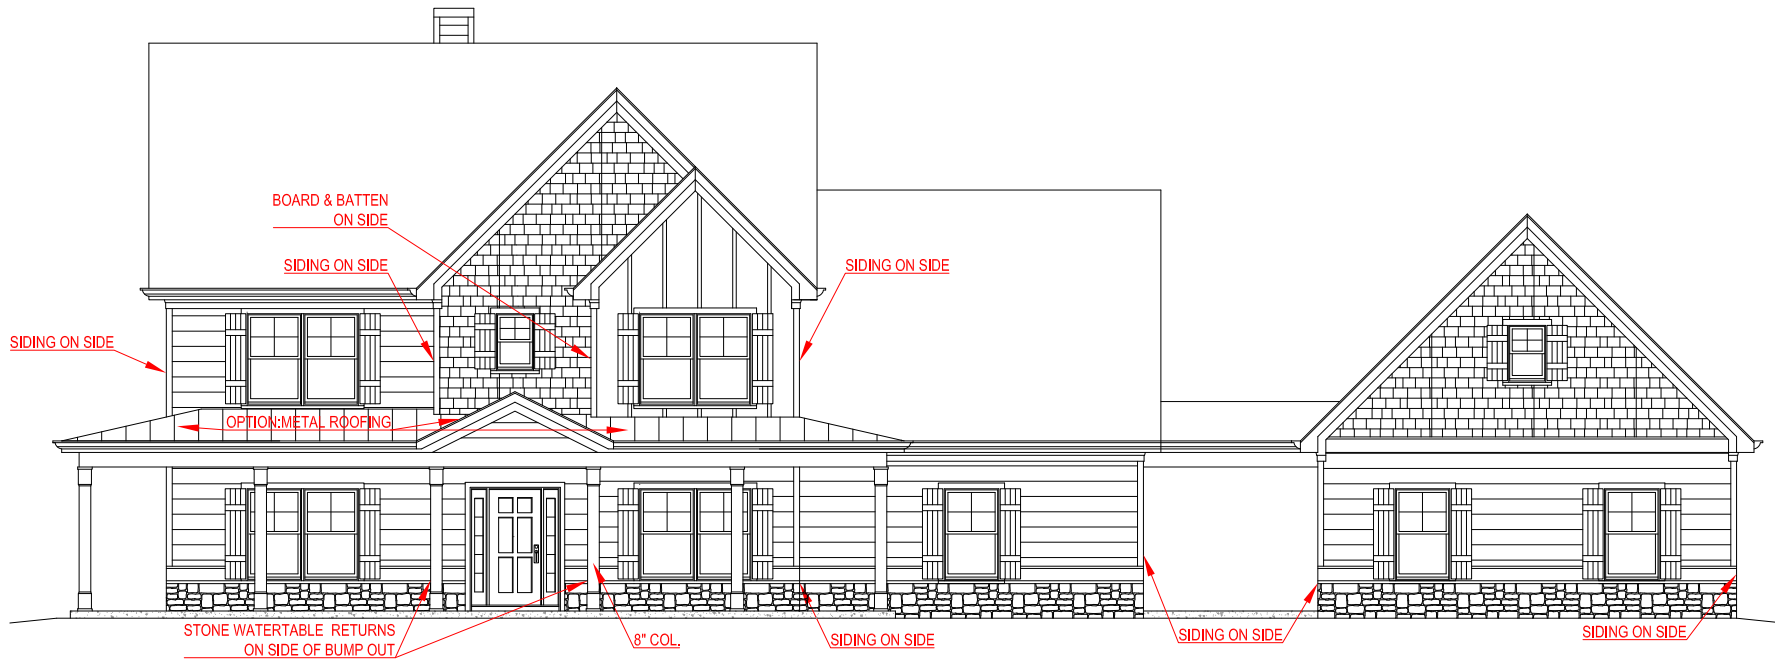 BOARD & BATTEN
ON SIDE
SIDING ON SIDE
SIDING ON SIDE
SIDING ON SIDE
OPTION:METAL ROOFING
STONE WATERTABLE RETURNS
ON SIDE OF BUMP OUT
8" COL.
SIDING ON SIDE
SIDING ON SIDE
SIDING ON SIDE